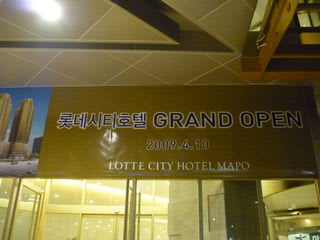 롯데시티호텔 GRAND OPEN
2009.4.10
LOTTE CITY HOTEL MAPO